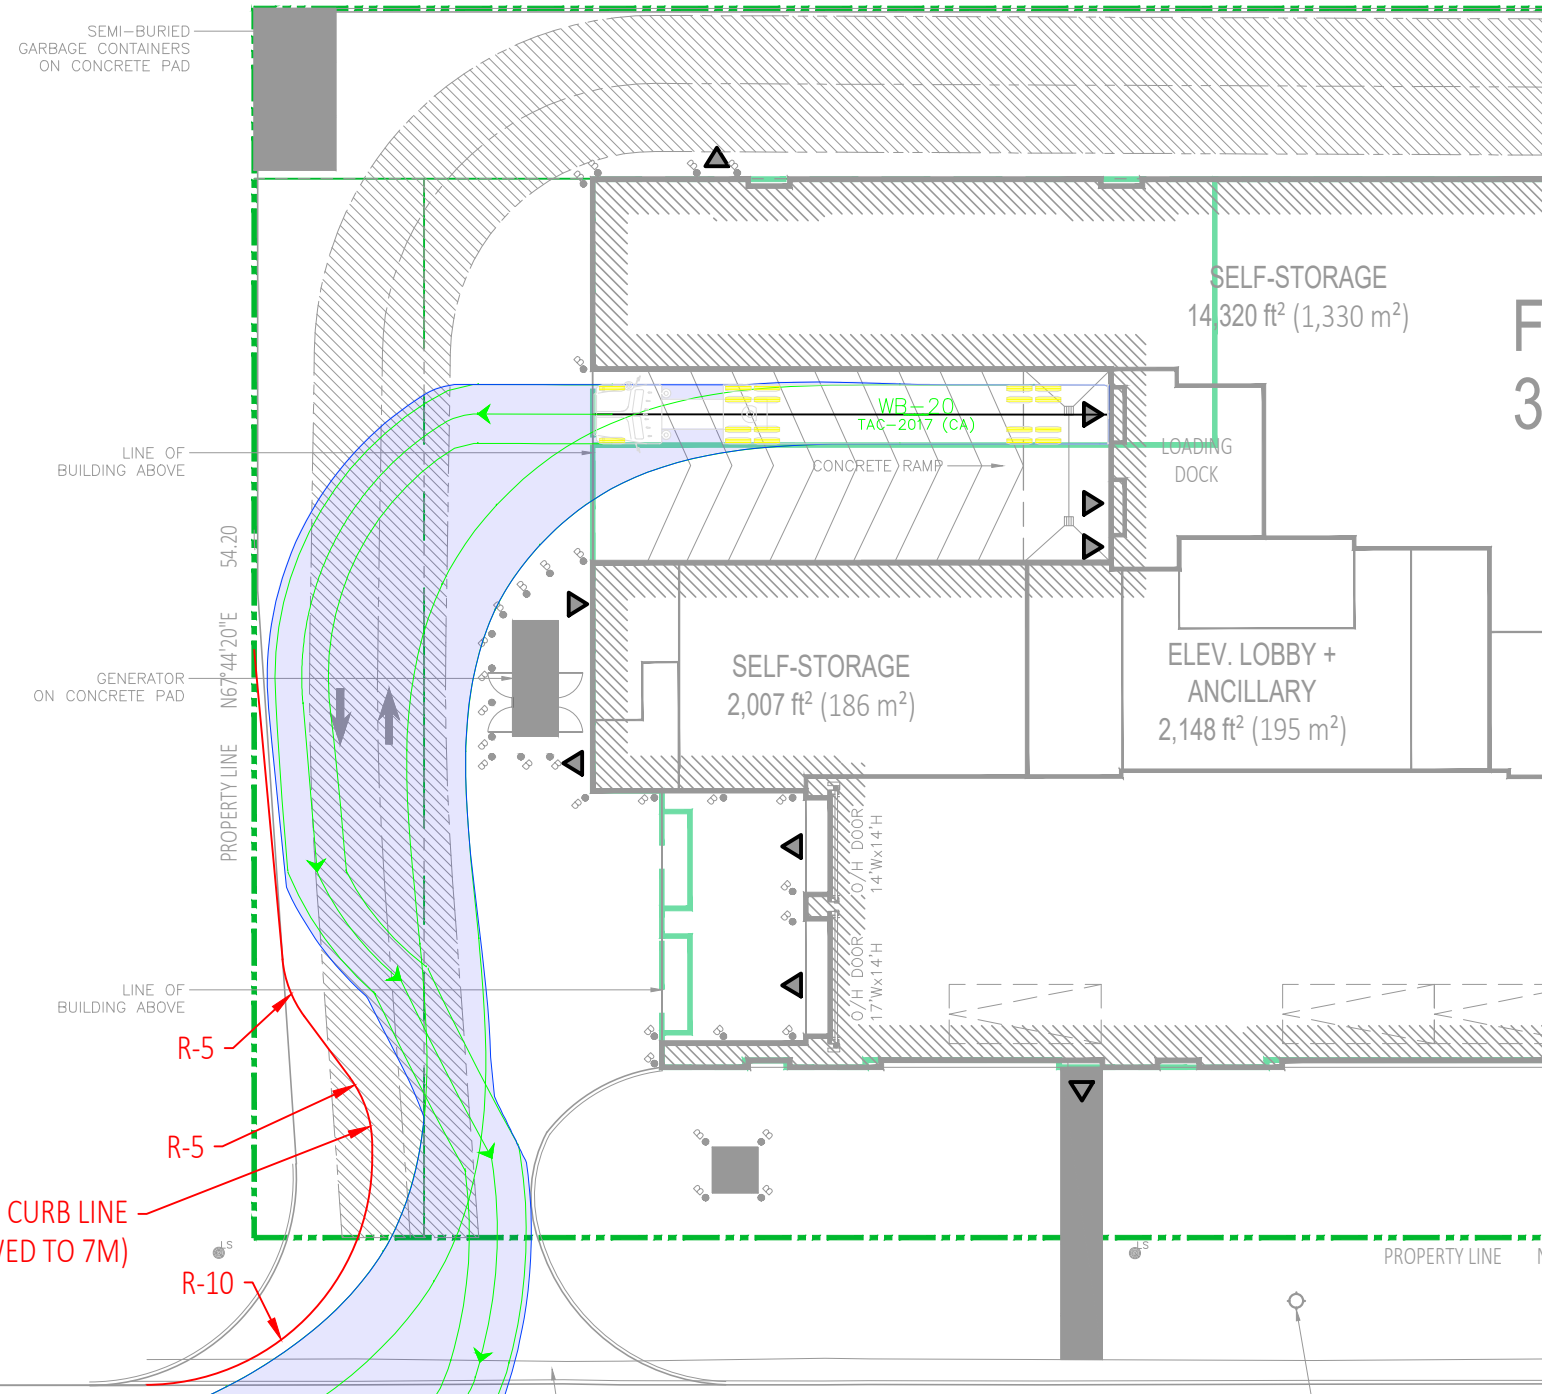 SEMI-BURIED
GARBAGE CONTAINERS
ON CONCRETE PAD
SELF-STORAGE
14,320 ft² (1,330 m²)
F
3
WB-20
TAC-2017 (CA)
CONCRETE RAMP
LOADING
DOCK
LINE OF
BUILDING ABOVE
54.20
N67°44'20"E
PROPERTY LINE
GENERATOR
ON CONCRETE PAD
SELF-STORAGE
2,007 ft² (186 m²)
ELEV. LOBBY +
ANCILLARY
2,148 ft² (195 m²)
O/H DOOR
14'Wx14'H
O/H DOOR
17'Wx14'H
LINE OF
BUILDING ABOVE
R-5
R-5
CURB LINE
VED TO 7M)
R-10
LS
LS
PROPERTY LINE